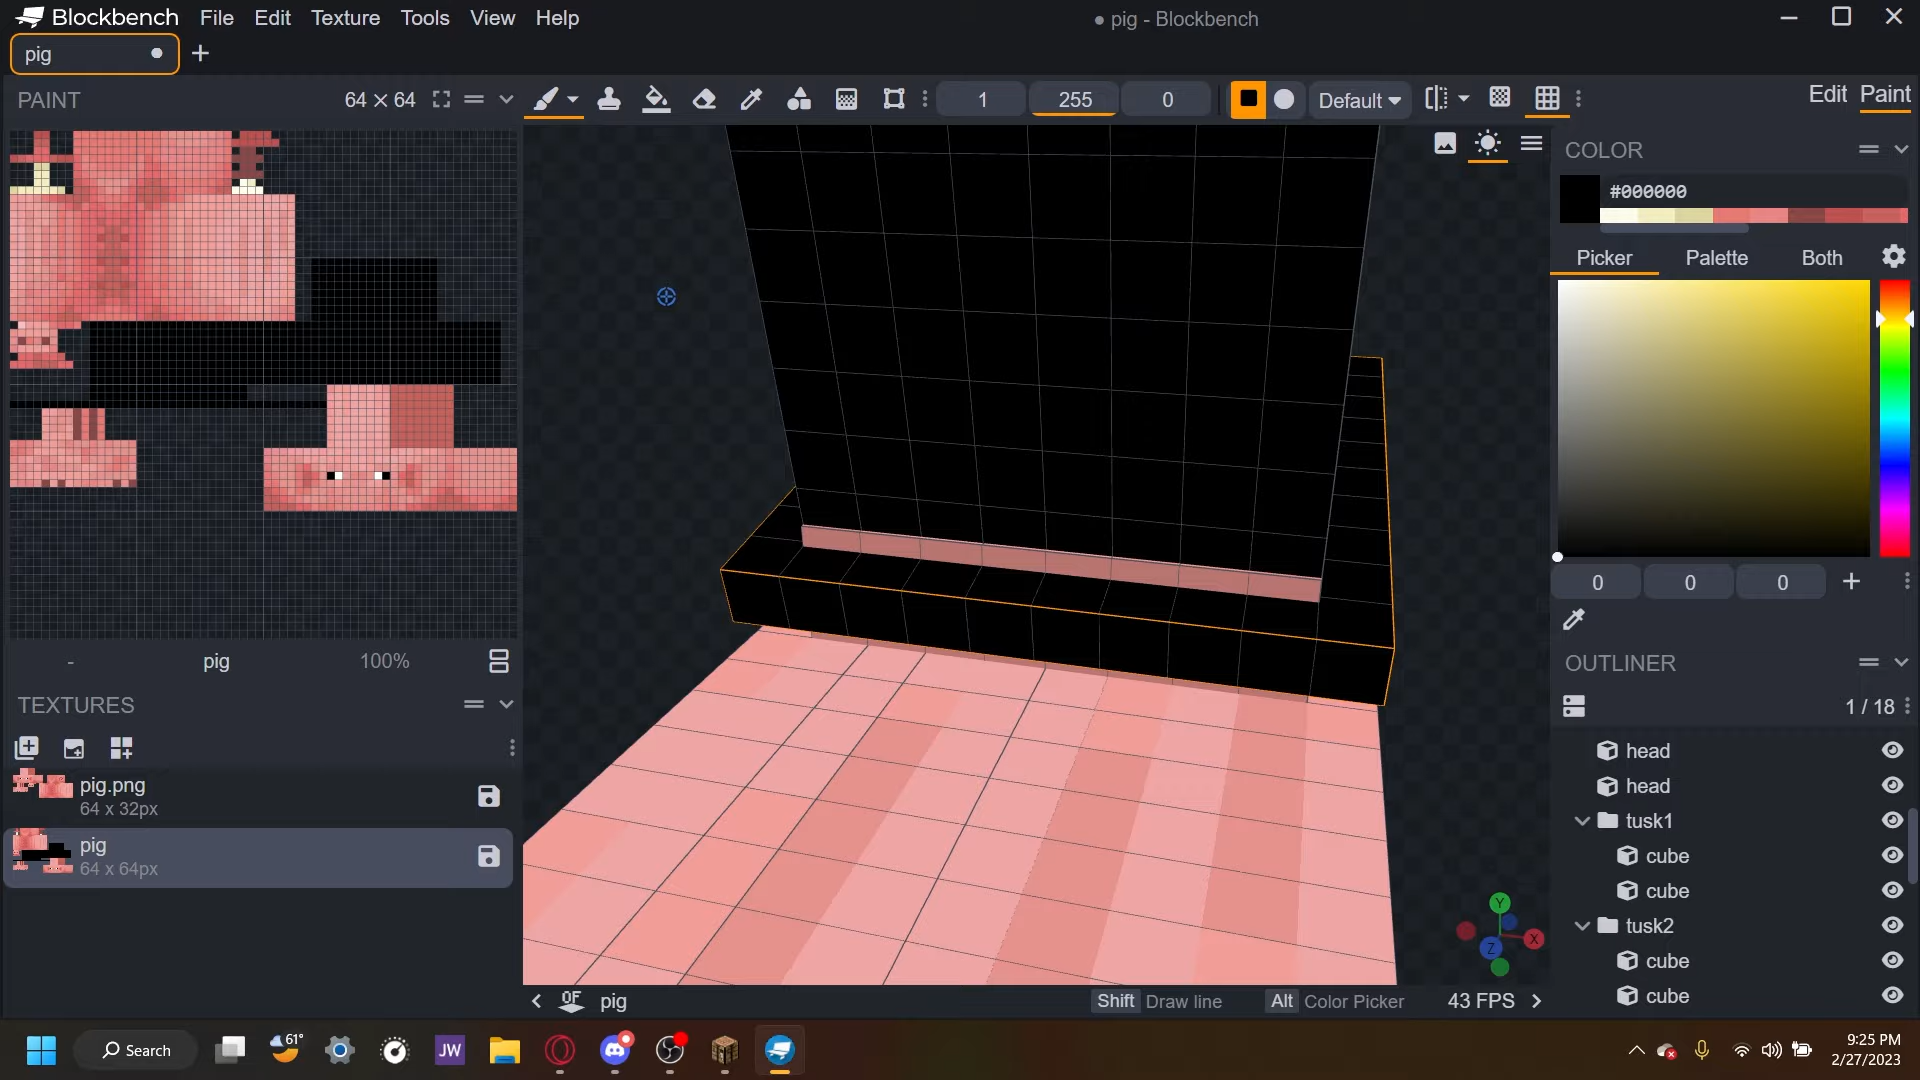 Blockbench File Edit Texture Tools View Help
● pig - Blockbench
pig
PAINT 64 × 64
1 255 0 Default
Edit Paint
COLOR
#000000
Picker Palette Both
0 0 0
- pig 100%
OUTLINER
TEXTURES
1 / 18
head
pig.png
64 x 32px
head
tusk1
pig
64 x 64px
cube
cube
tusk2
cube
cube
Y
X
Z
OF pig
Shift Draw line Alt Color Picker 43 FPS
Search
61°
JW
9:25 PM
2/27/2023